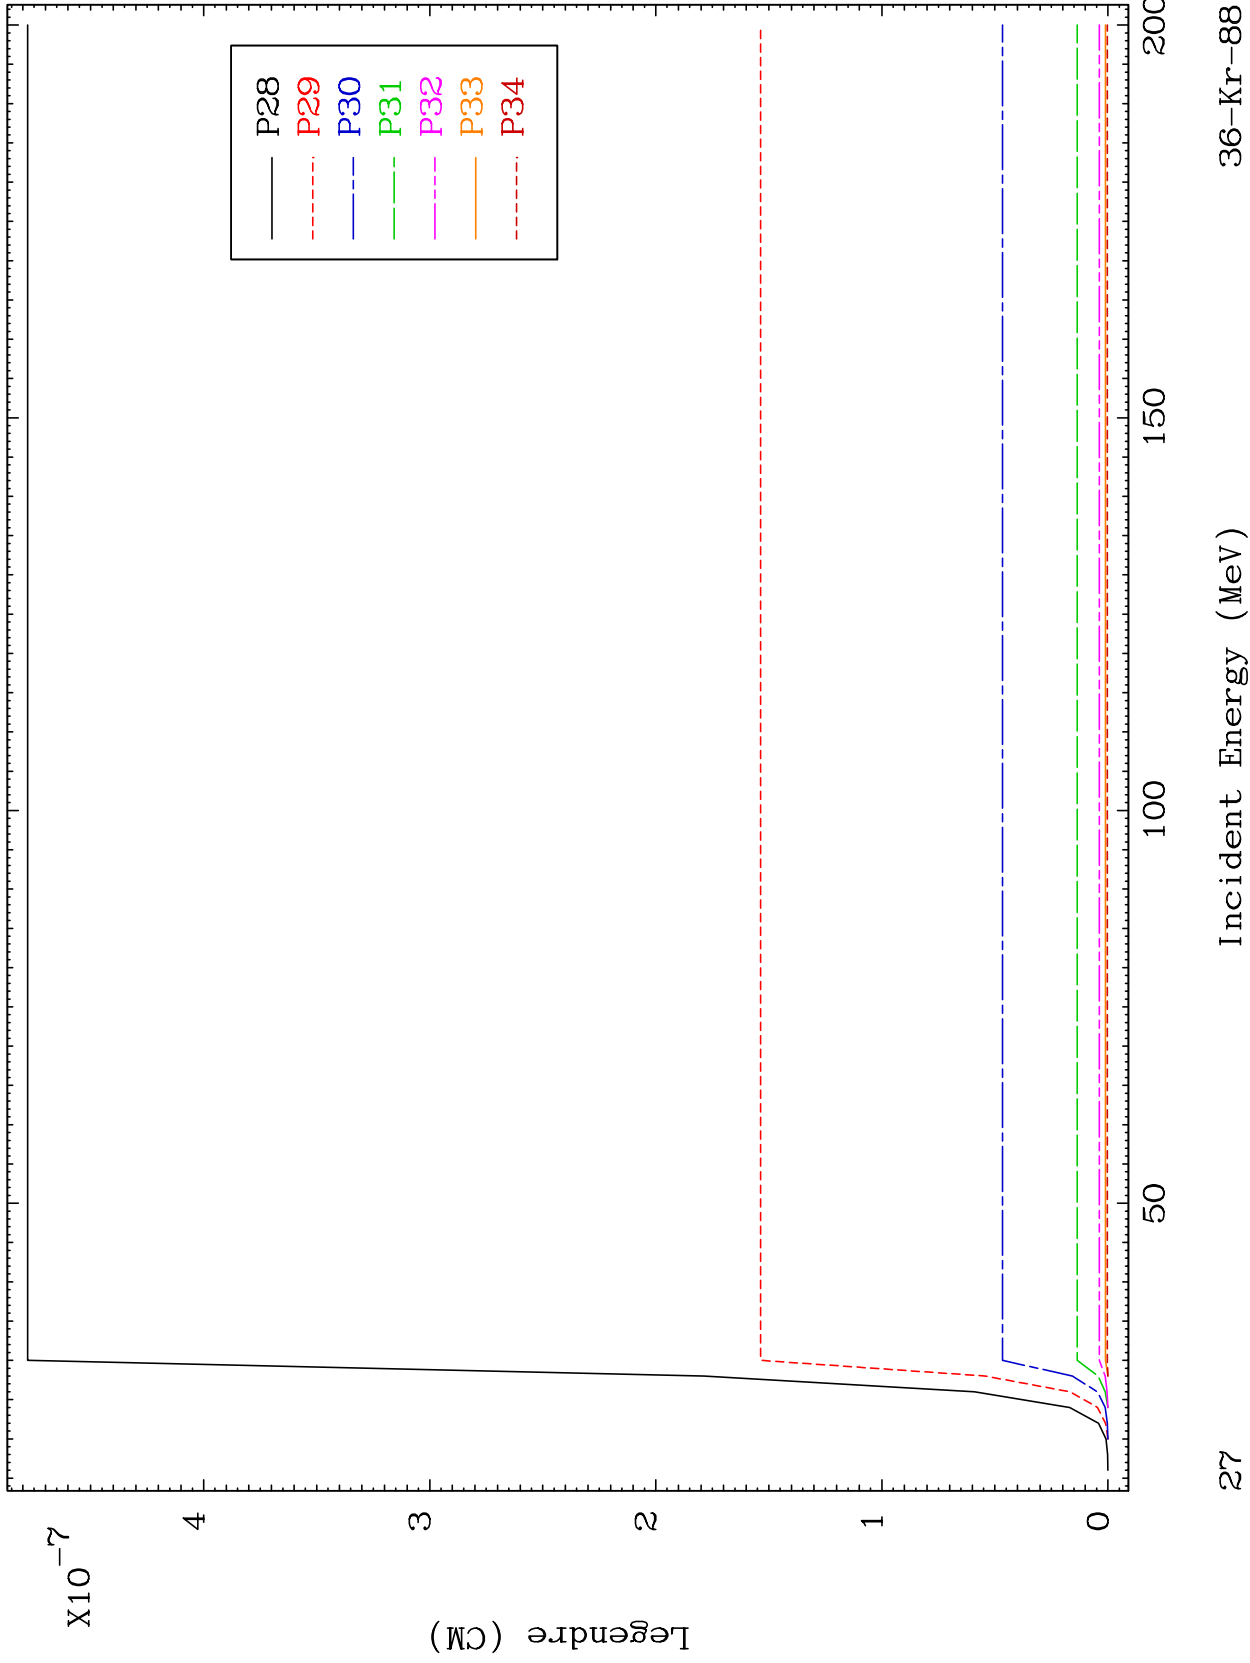 X10-7
4
3
2
1
0
Legendre (CM)
P28
P29
P30
P31
P32
P33
P34
50
100
150
200
Incident Energy (MeV)
27
36-Kr-88